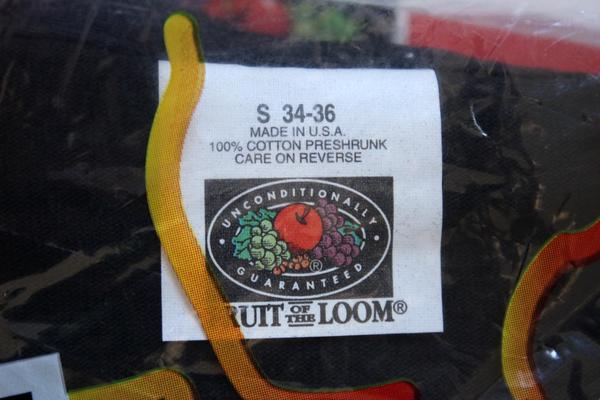 S 34-36
MADE IN U.S.A.
100% COTTON PRESHRUNK
CARE ON REVERSE
UNCONDITIONALLY
GUARANTEED
®
RUIT OF THE LOOM®